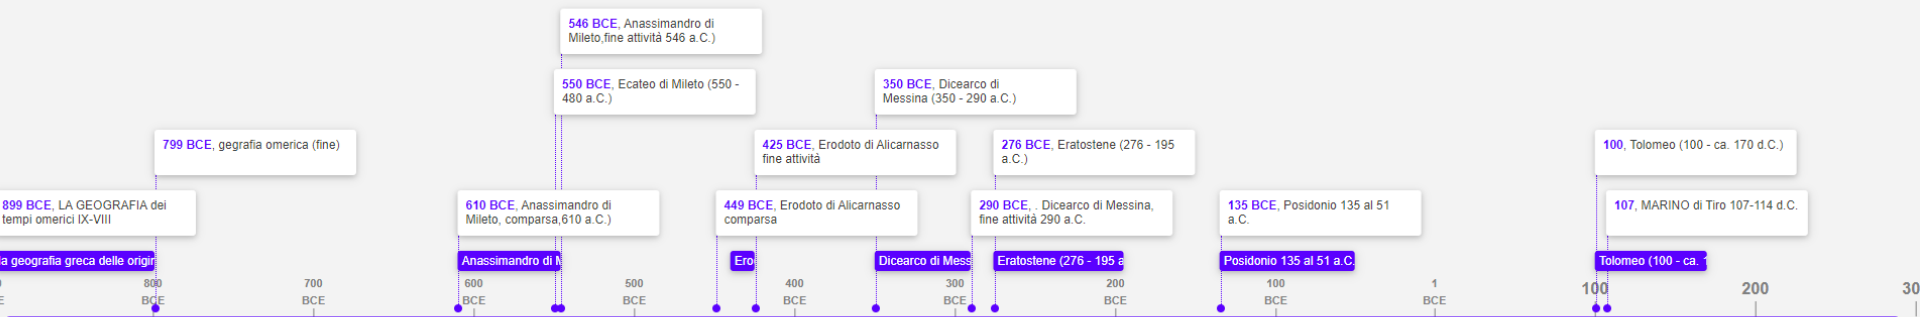 546 BCE, Anassimandro di
Mileto,fine attività 546 a.C.)
550 BCE, Ecateo di Mileto (550 -
480 a.C.)
350 BCE, Dicearco di
Messina (350 - 290 a.C.)
799 BCE, gegrafia omerica (fine)
425 BCE, Erodoto di Alicarnasso
fine attività
276 BCE, Eratostene (276 - 195
a.C.)
100, Tolomeo (100 - ca. 170 d.C.)
899 BCE, LA GEOGRAFIA dei
tempi omerici IX-VIII
610 BCE, Anassimandro di
Mileto, comparsa,610 a.C.)
449 BCE, Erodoto di Alicarnasso
comparsa
290 BCE, . Dicearco di Messina,
fine attività 290 a.C.
135 BCE, Posidonio 135 al 51
a.C.
107, MARINO di Tiro 107-114 d.C.
la geografia greca delle origin
Anassimandro di M
Ero
Dicearco di Mess
Eratostene (276 - 195 a
Posidonio 135 al 51 a.C.
Tolomeo (100 - ca.
800
BCE
700
BCE
600
BCE
500
BCE
400
BCE
300
BCE
200
BCE
100
BCE
1
BCE
100
200